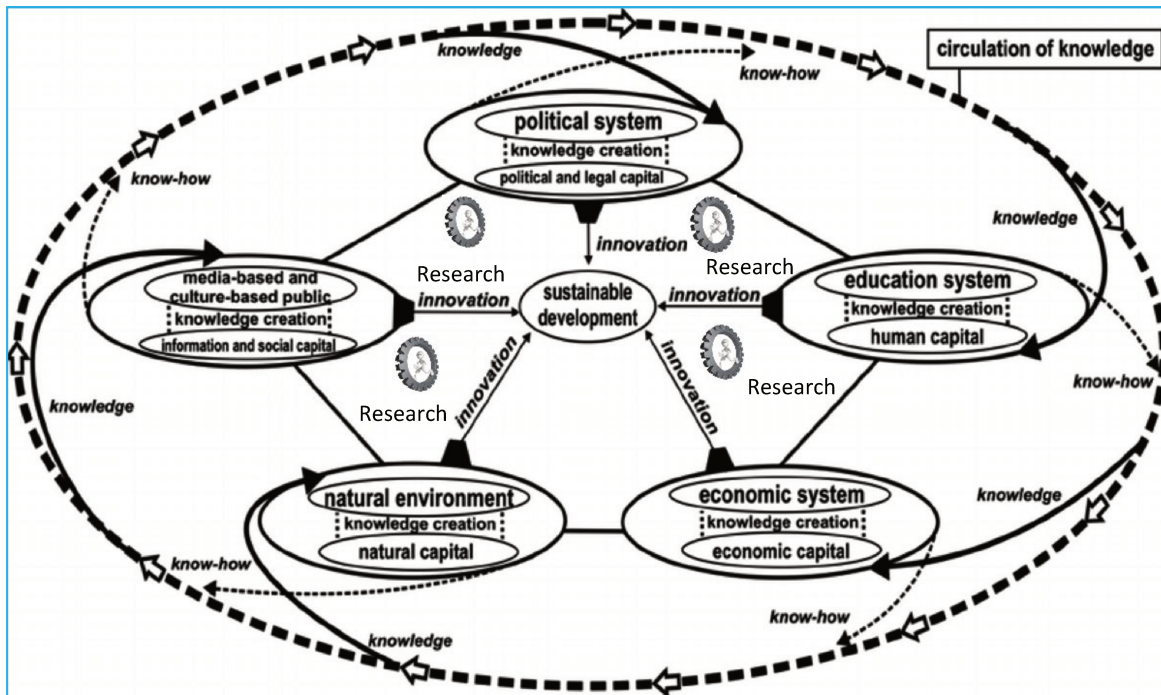 knowledge
know-how
circulation of knowledge
political system
knowledge creation
political and legal capital
know-how
knowledge
innovation
Research
Research
media-based and
culture-based public
knowledge creation
information and social capital
innovation
sustainable
development
innovation
education system
knowledge creation
human capital
know-how
knowledge
Research
innovation
innovation
Research
natural environment
knowledge creation
natural capital
economic system
knowledge creation
economic capital
knowledge
know-how
know-how
knowledge